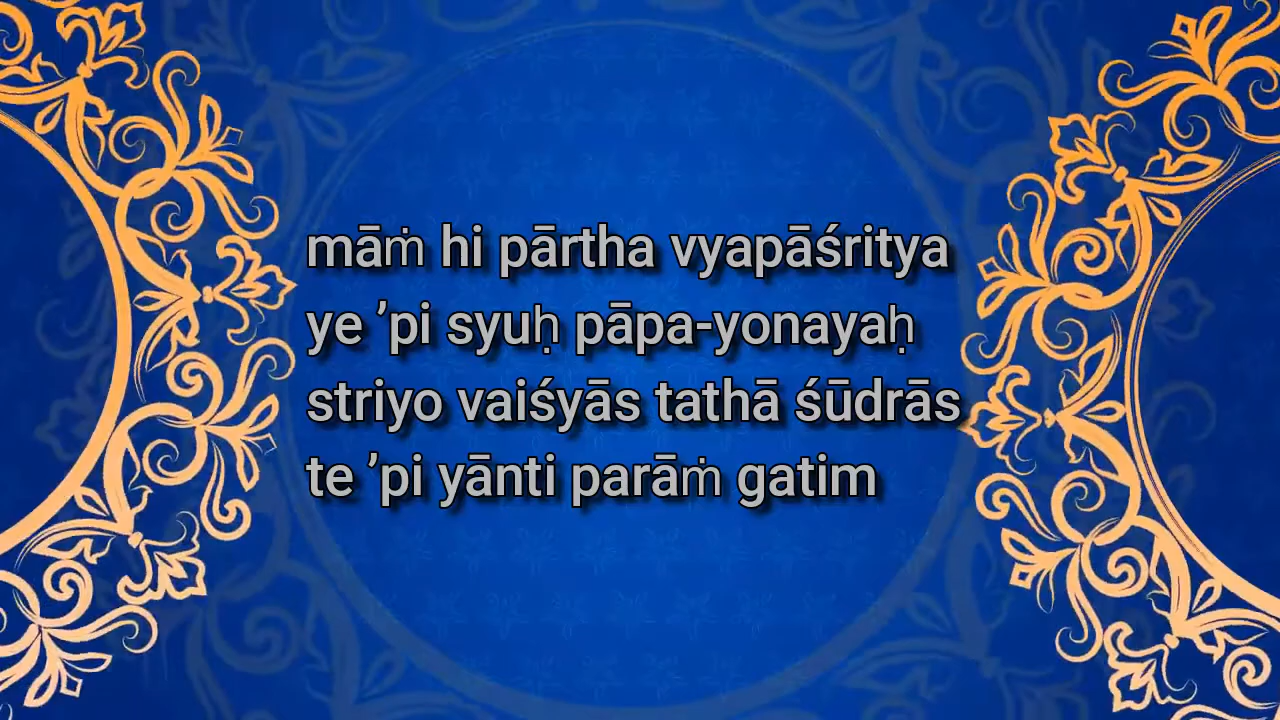 māṁ hi pārtha vyapāśritya
ye ’pi syuḥ pāpa-yonayaḥ
striyo vaiśyās tathā śūdrās
te ’pi yānti parāṁ gatim